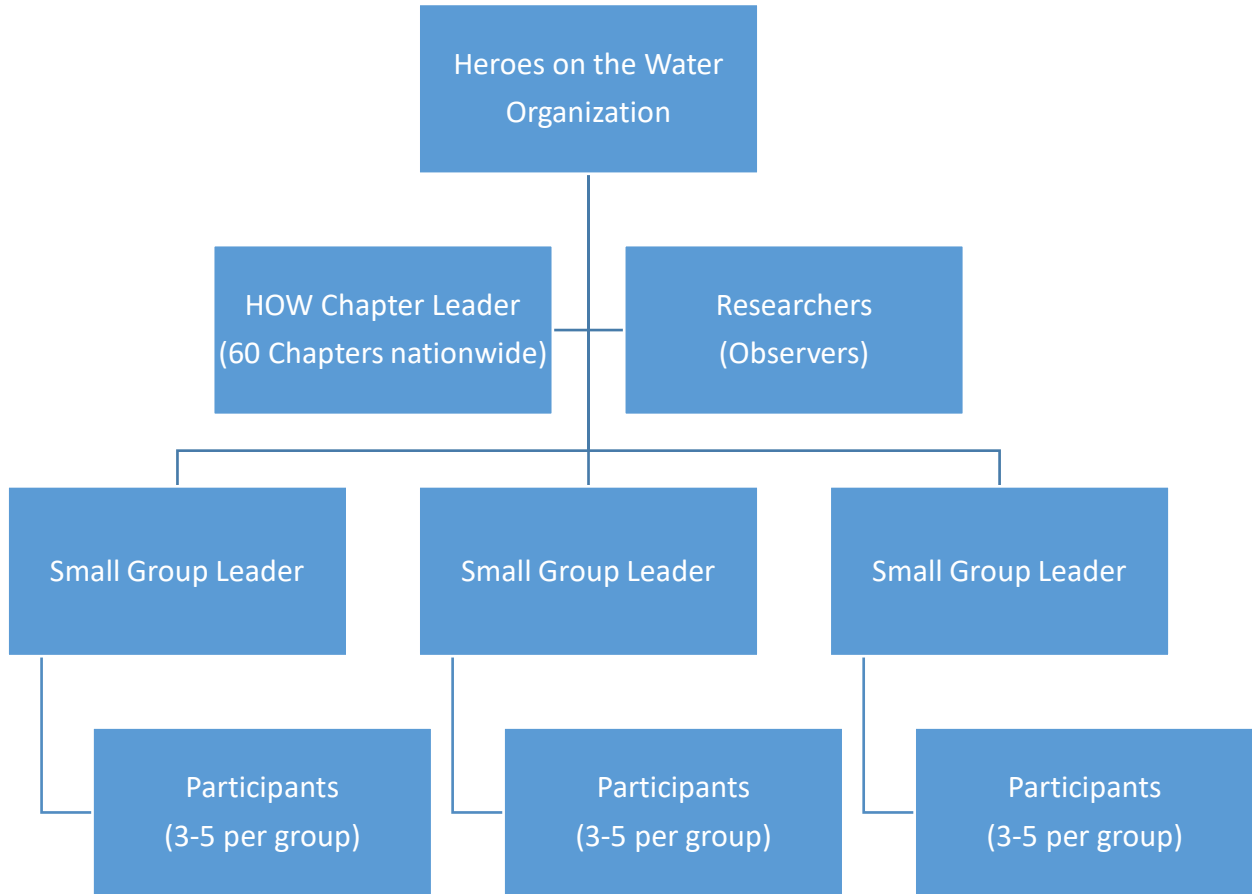 Heroes on the Water
Organization
HOW Chapter Leader
(60 Chapters nationwide)
Researchers
(Observers)
Small Group Leader
Small Group Leader
Small Group Leader
Participants
(3-5 per group)
Participants
(3-5 per group)
Participants
(3-5 per group)